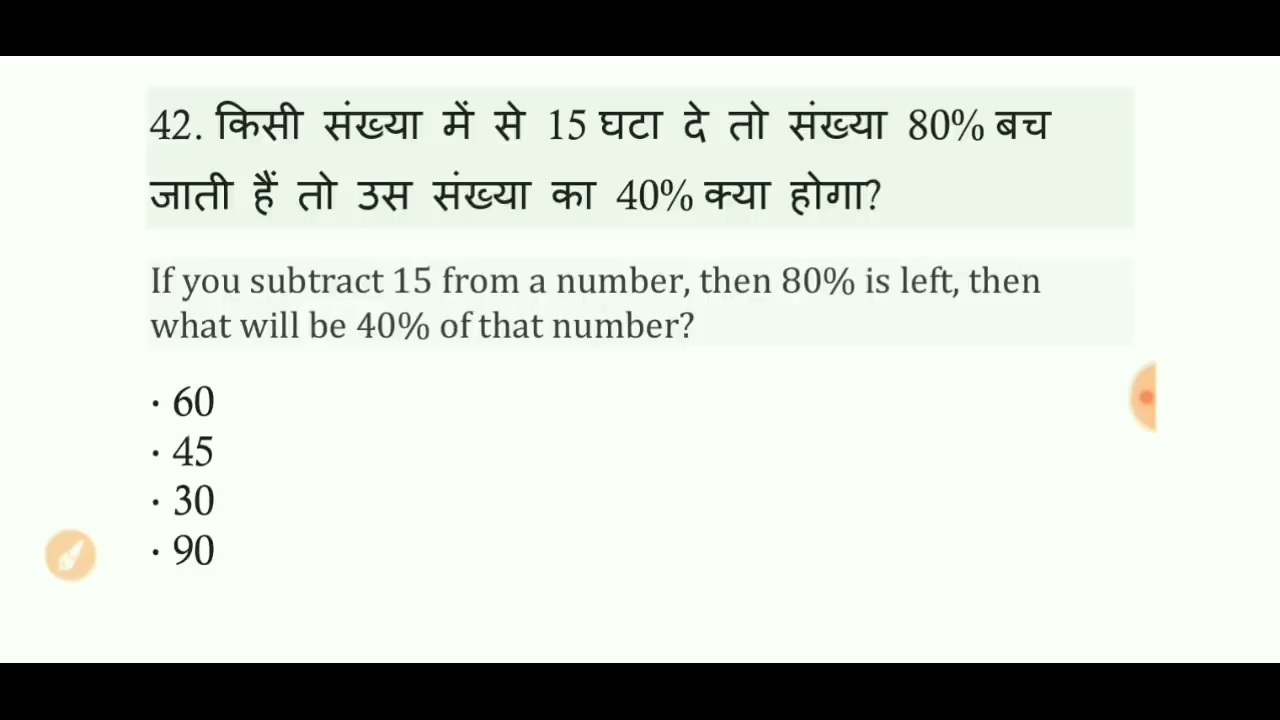 42. किसी संख्या में से 15 घटा दे तो संख्या 80% बच
जाती हैं तो उस संख्या का 40% क्या होगा?
If you subtract 15 from a number, then 80% is left, then
what will be 40% of that number?
· 60
· 45
· 30
· 90